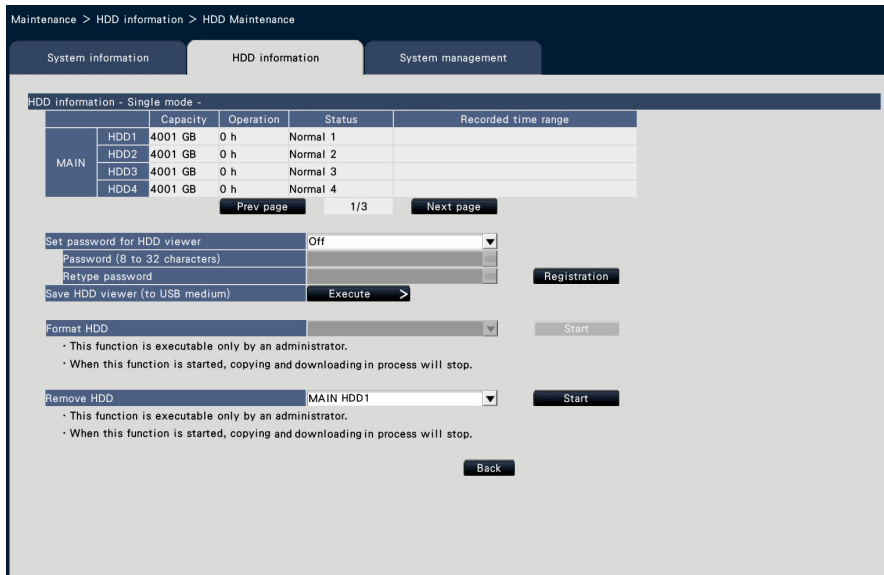 Maintenance > HDD information > HDD Maintenance
System information HDD information System management
HDD information - Single mode -
Capacity Operation Status Recorded time range
MAIN
HDD1 4001 GB 0 h Normal 1
HDD2 4001 GB 0 h Normal 2
HDD3 4001 GB 0 h Normal 3
HDD4 4001 GB 0 h Normal 4
Prev page 1/3 Next page
Set password for HDD viewer Off
Password (8 to 32 characters)
Retype password Registration
Save HDD viewer (to USB medium) Execute >
Format HDD Start
・This function is executable only by an administrator.
・When this function is started, copying and downloading in process will stop.
Remove HDD MAIN HDD1 Start
・This function is executable only by an administrator.
・When this function is started, copying and downloading in process will stop.
Back